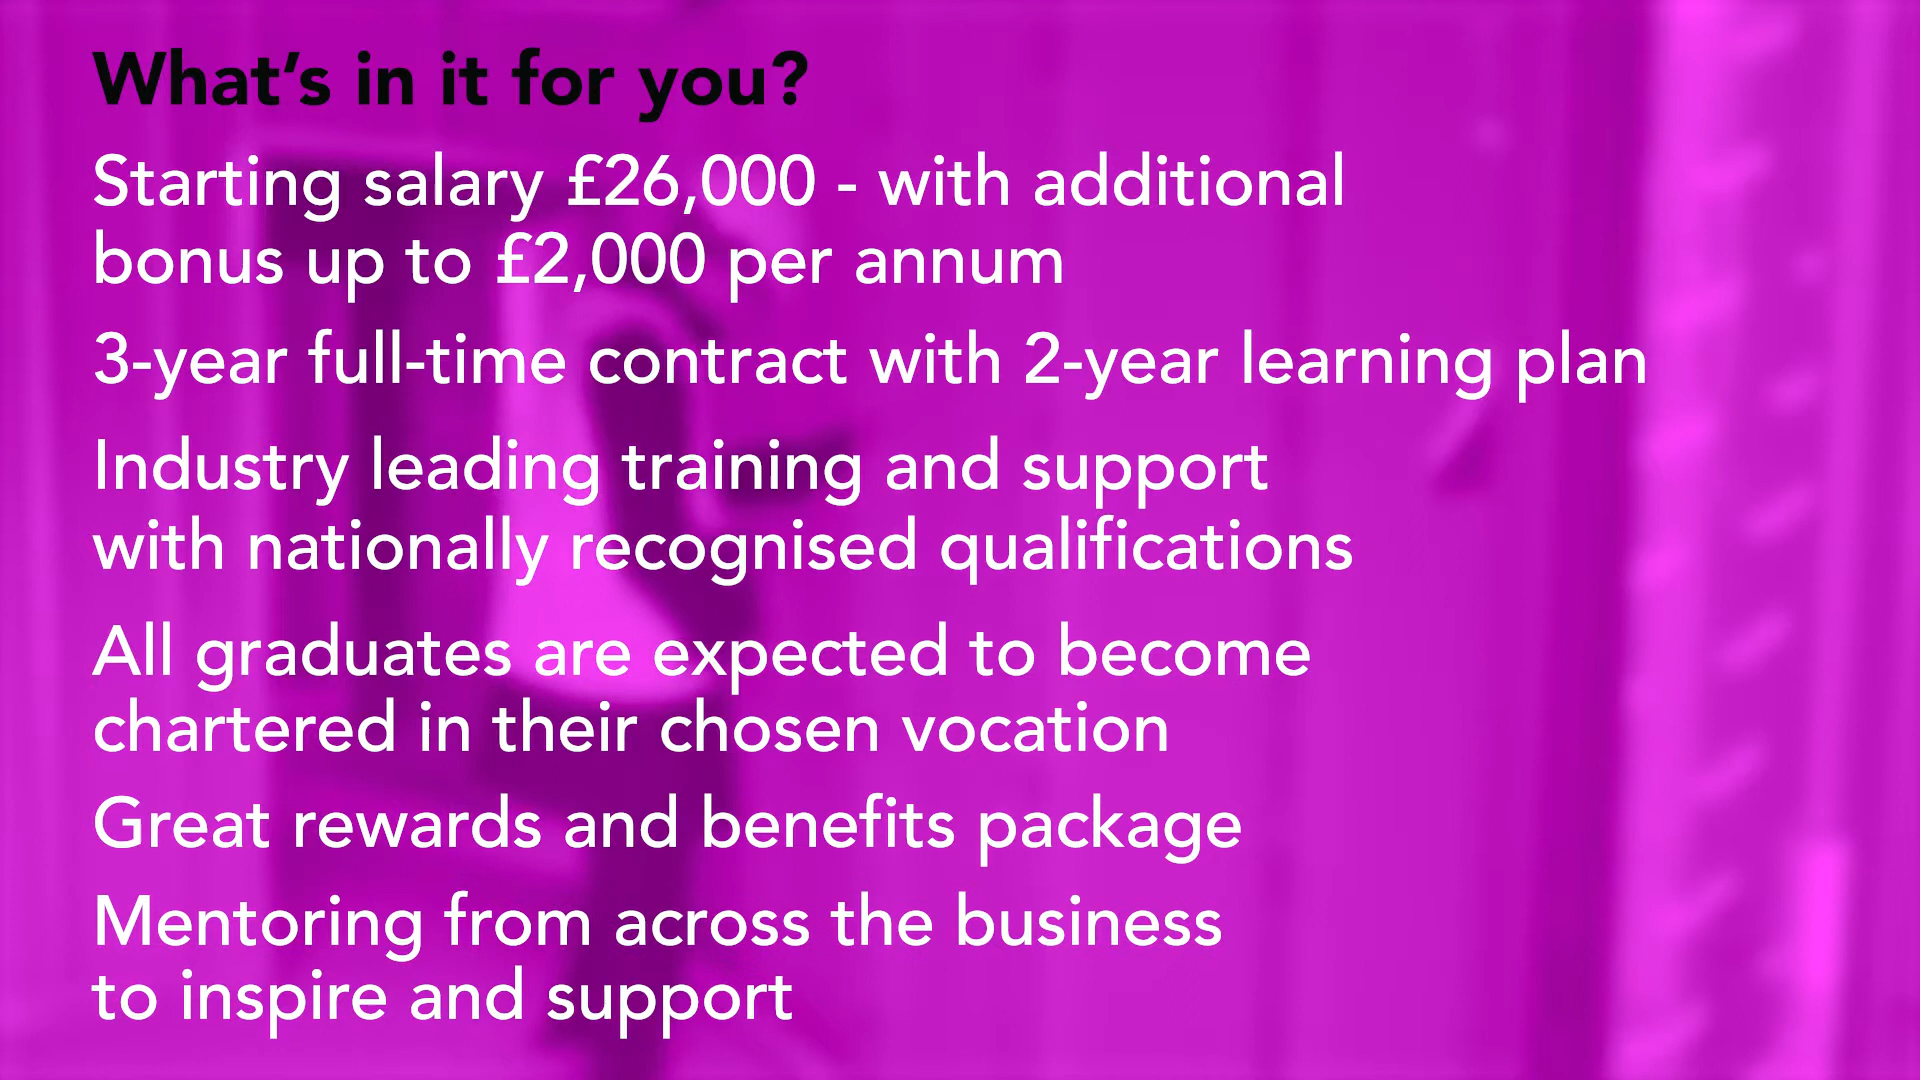 What’s in it for you?
Starting salary £26,000 - with additional
bonus up to £2,000 per annum
3-year full-time contract with 2-year learning plan
Industry leading training and support
with nationally recognised qualifications
All graduates are expected to become
chartered in their chosen vocation
Great rewards and benefits package
Mentoring from across the business
to inspire and support